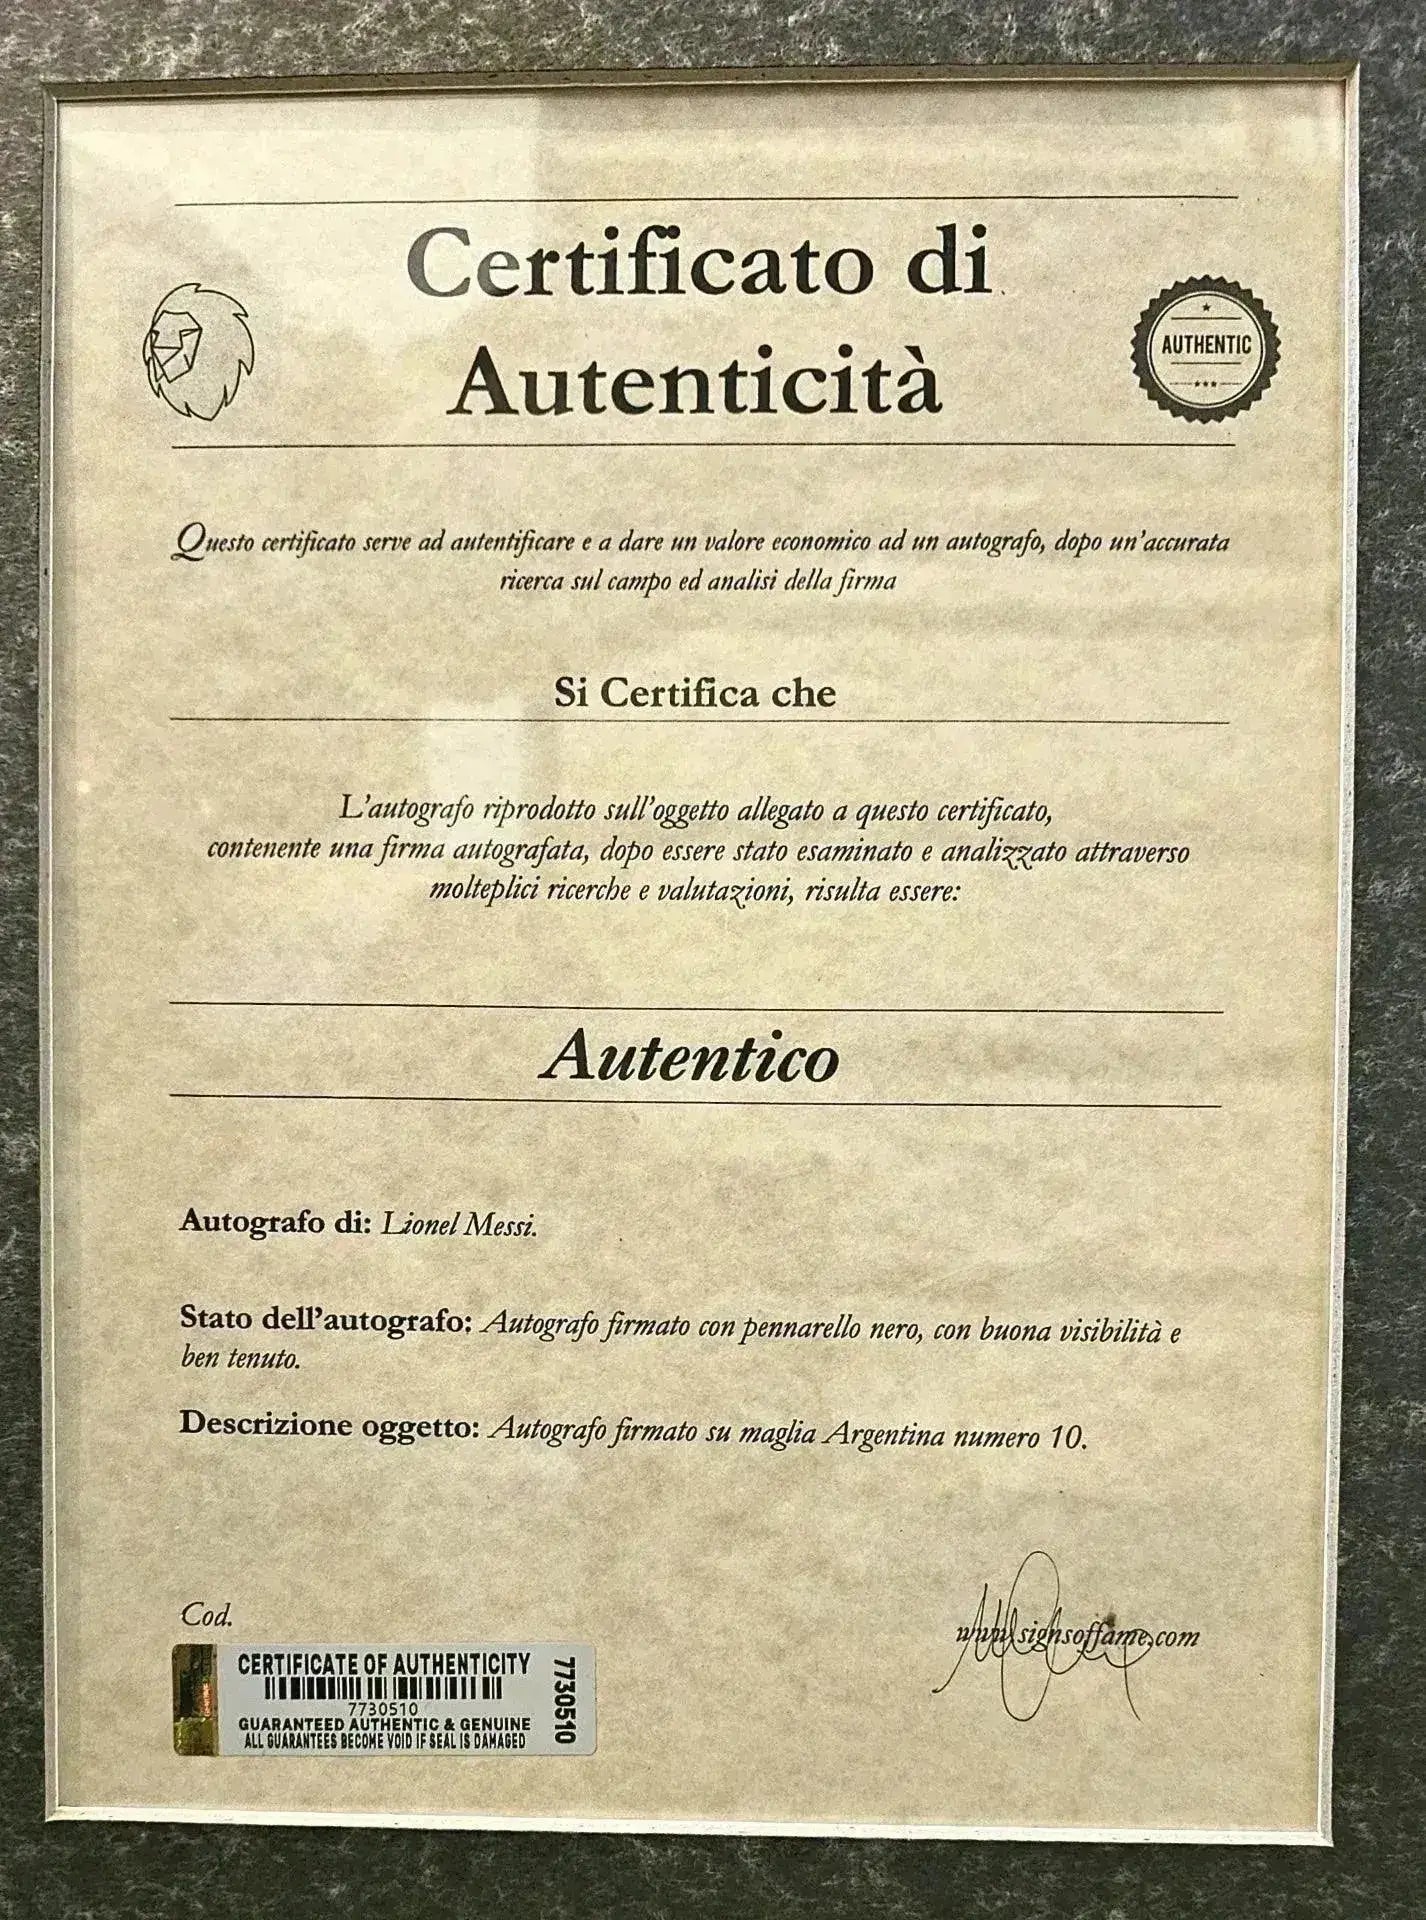 Certificato di
Autenticità
AUTHENTIC
Questo certificato serve ad autentificare e a dare un valore economico ad un autografo, dopo un'accurata
ricerca sul campo ed analisi della firma
Si Certifica che
L'autografo riprodotto sull'oggetto allegato a questo certificato,
contenente una firma autografata, dopo essere stato esaminato e analizzato attraverso
molteplici ricerche e valutazioni, risulta essere:
Autentico
Autografo di: Lionel Messi.
Stato dell'autografo: Autografo firmato con pennarello nero, con buona visibilità e
ben tenuto.
Descrizione oggetto: Autografo firmato su maglia Argentina numero 10.
Cod.
www.signsoffame.com
CERTIFICATE OF AUTHENTICITY
7730510
GUARANTEED AUTHENTIC & GENUINE
ALL GUARANTEES BECOME VOID IF SEAL IS DAMAGED
7730510